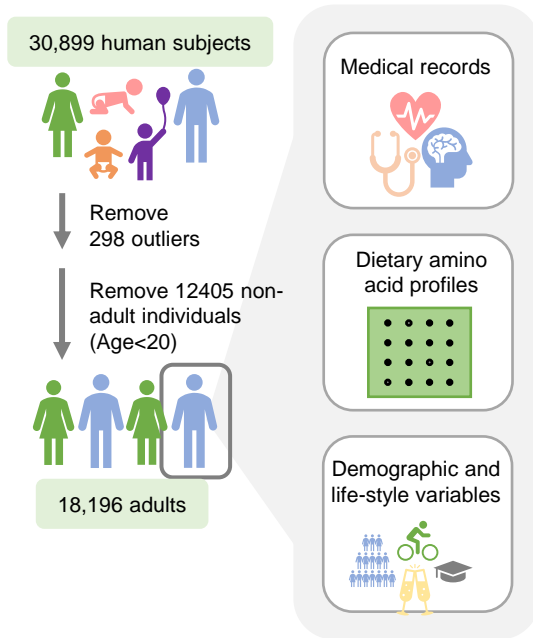 30,899 human subjects
Remove
298 outliers
Remove 12405 non-
adult individuals
(Age<20)
18,196 adults
Medical records
Dietary amino
acid profiles
Demographic and
life-style variables